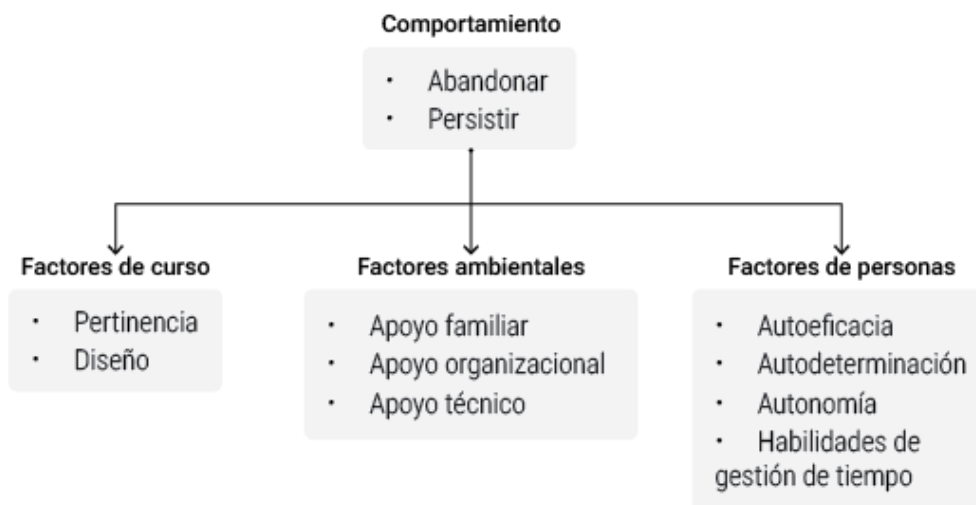 Comportamiento
· Abandonar
· Persistir
Factores de curso
· Pertinencia
· Diseño
Factores ambientales
· Apoyo familiar
· Apoyo organizacional
· Apoyo técnico
Factores de personas
· Autoeficacia
· Autodeterminación
· Autonomía
· Habilidades de
gestión de tiempo